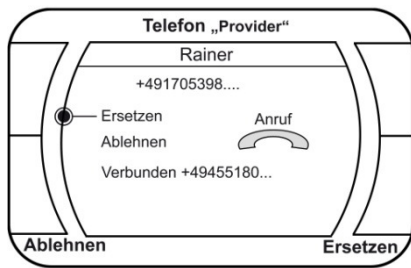 Telefon „Provider“
Rainer
+491705398....
Ersetzen
Anruf
Ablehnen
Verbunden +49455180...
Ablehnen
Ersetzen